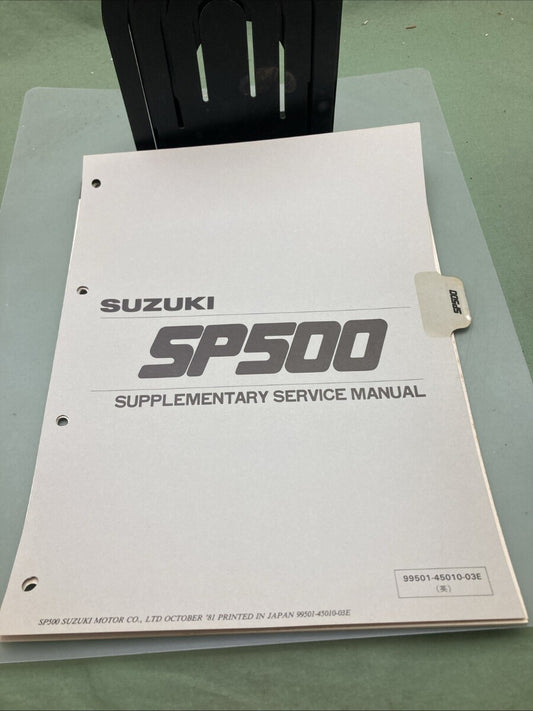 SUZUKI
SP500
SUPPLEMENTARY SERVICE MANUAL
SP500
99501-45010-03E
(英)
SP500 SUZUKI MOTOR CO., LTD OCTOBER '81 PRINTED IN JAPAN 99501-45010-03E